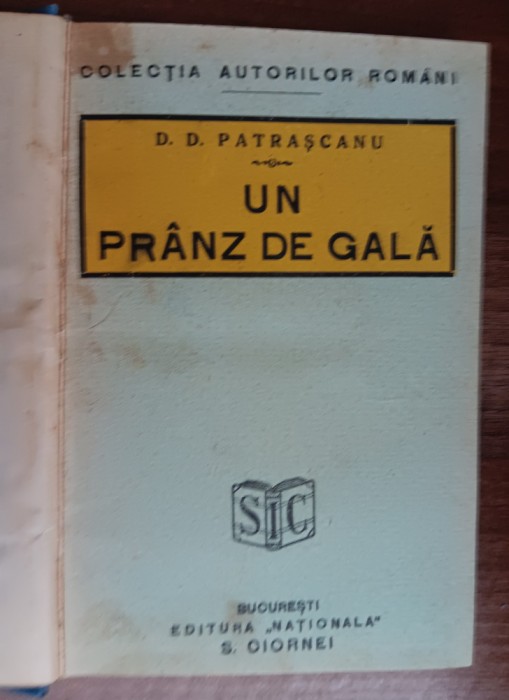 COLECȚIA AUTORILOR ROMÂNI
D. D. PATRAȘCANU
UN
PRÂNZ DE GALĂ
SIC
BUCUREȘTI
EDITURA „NAȚIONALA"
S. CIORNEI